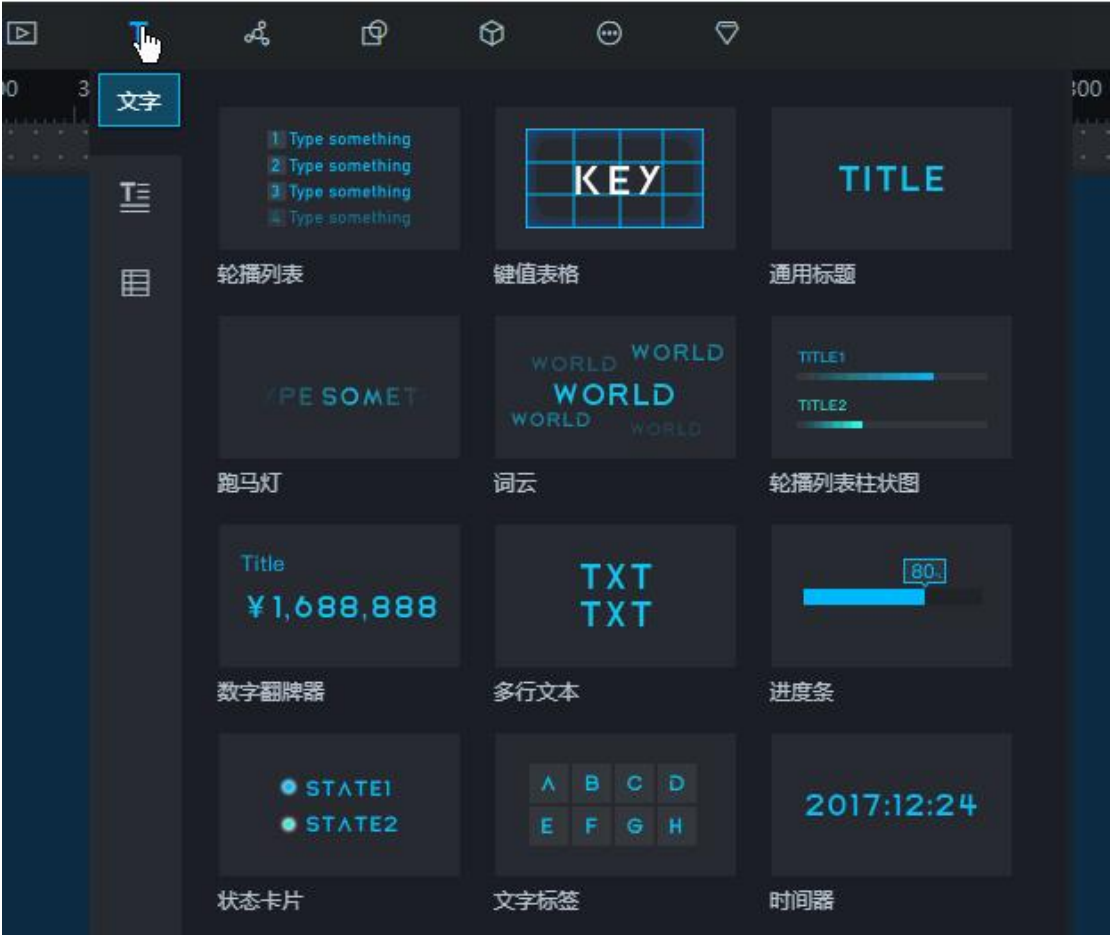 T
00
3
文字
300
1 Type something
2 Type something
3 Type something
4 Type something
KEY
TITLE
轮播列表
键值表格
通用标题
YPE SOMET
WORLD
WORLD
WORLD
WORLD
WORLD
TITLE1
TITLE2
跑马灯
词云
轮播列表柱状图
Title
¥1,688,888
TXT
TXT
80%
数字翻牌器
多行文本
进度条
STATE1
STATE2
A B C D
E F G H
2017:12:24
状态卡片
文字标签
时间器